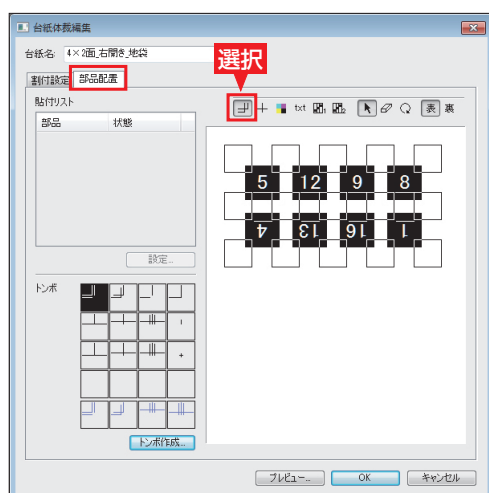 台紙体裁編集
台紙名: 4×2面_右開き_地袋
選択
割付設定 部品配置
貼付リスト
部品 状態
txt 表 裏
設定...
5 12 9 8
4 13 16 1
トンボ
トンボ作成...
プレビュー... OK キャンセル